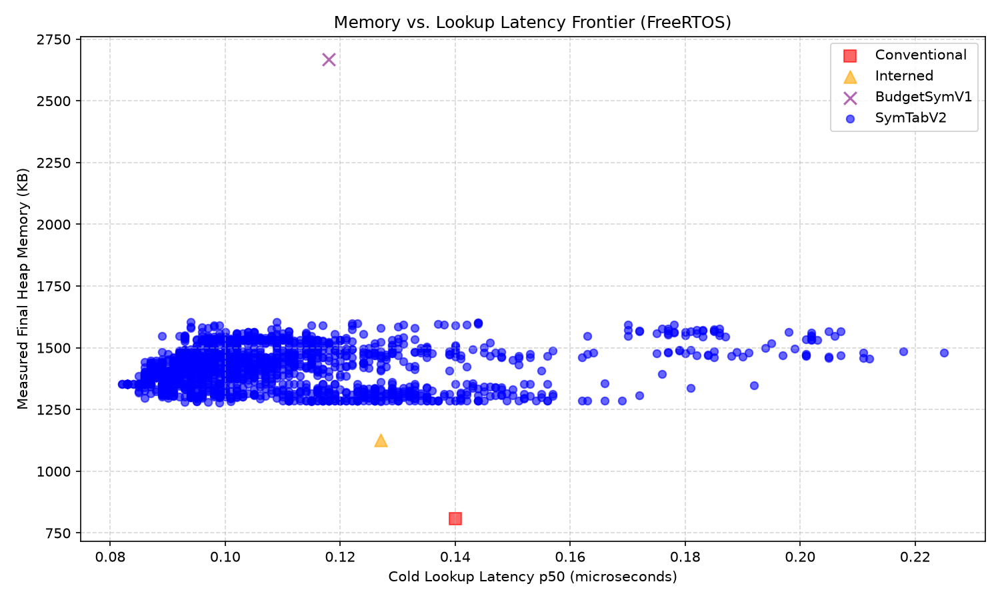 Memory vs. Lookup Latency Frontier (FreeRTOS)
Conventional
Interned
BudgetSymV1
SymTabV2
Measured Final Heap Memory (KB)
2750
2500
2250
2000
1750
1500
1250
1000
750
0.08 0.10 0.12 0.14 0.16 0.18 0.20 0.22
Cold Lookup Latency p50 (microseconds)